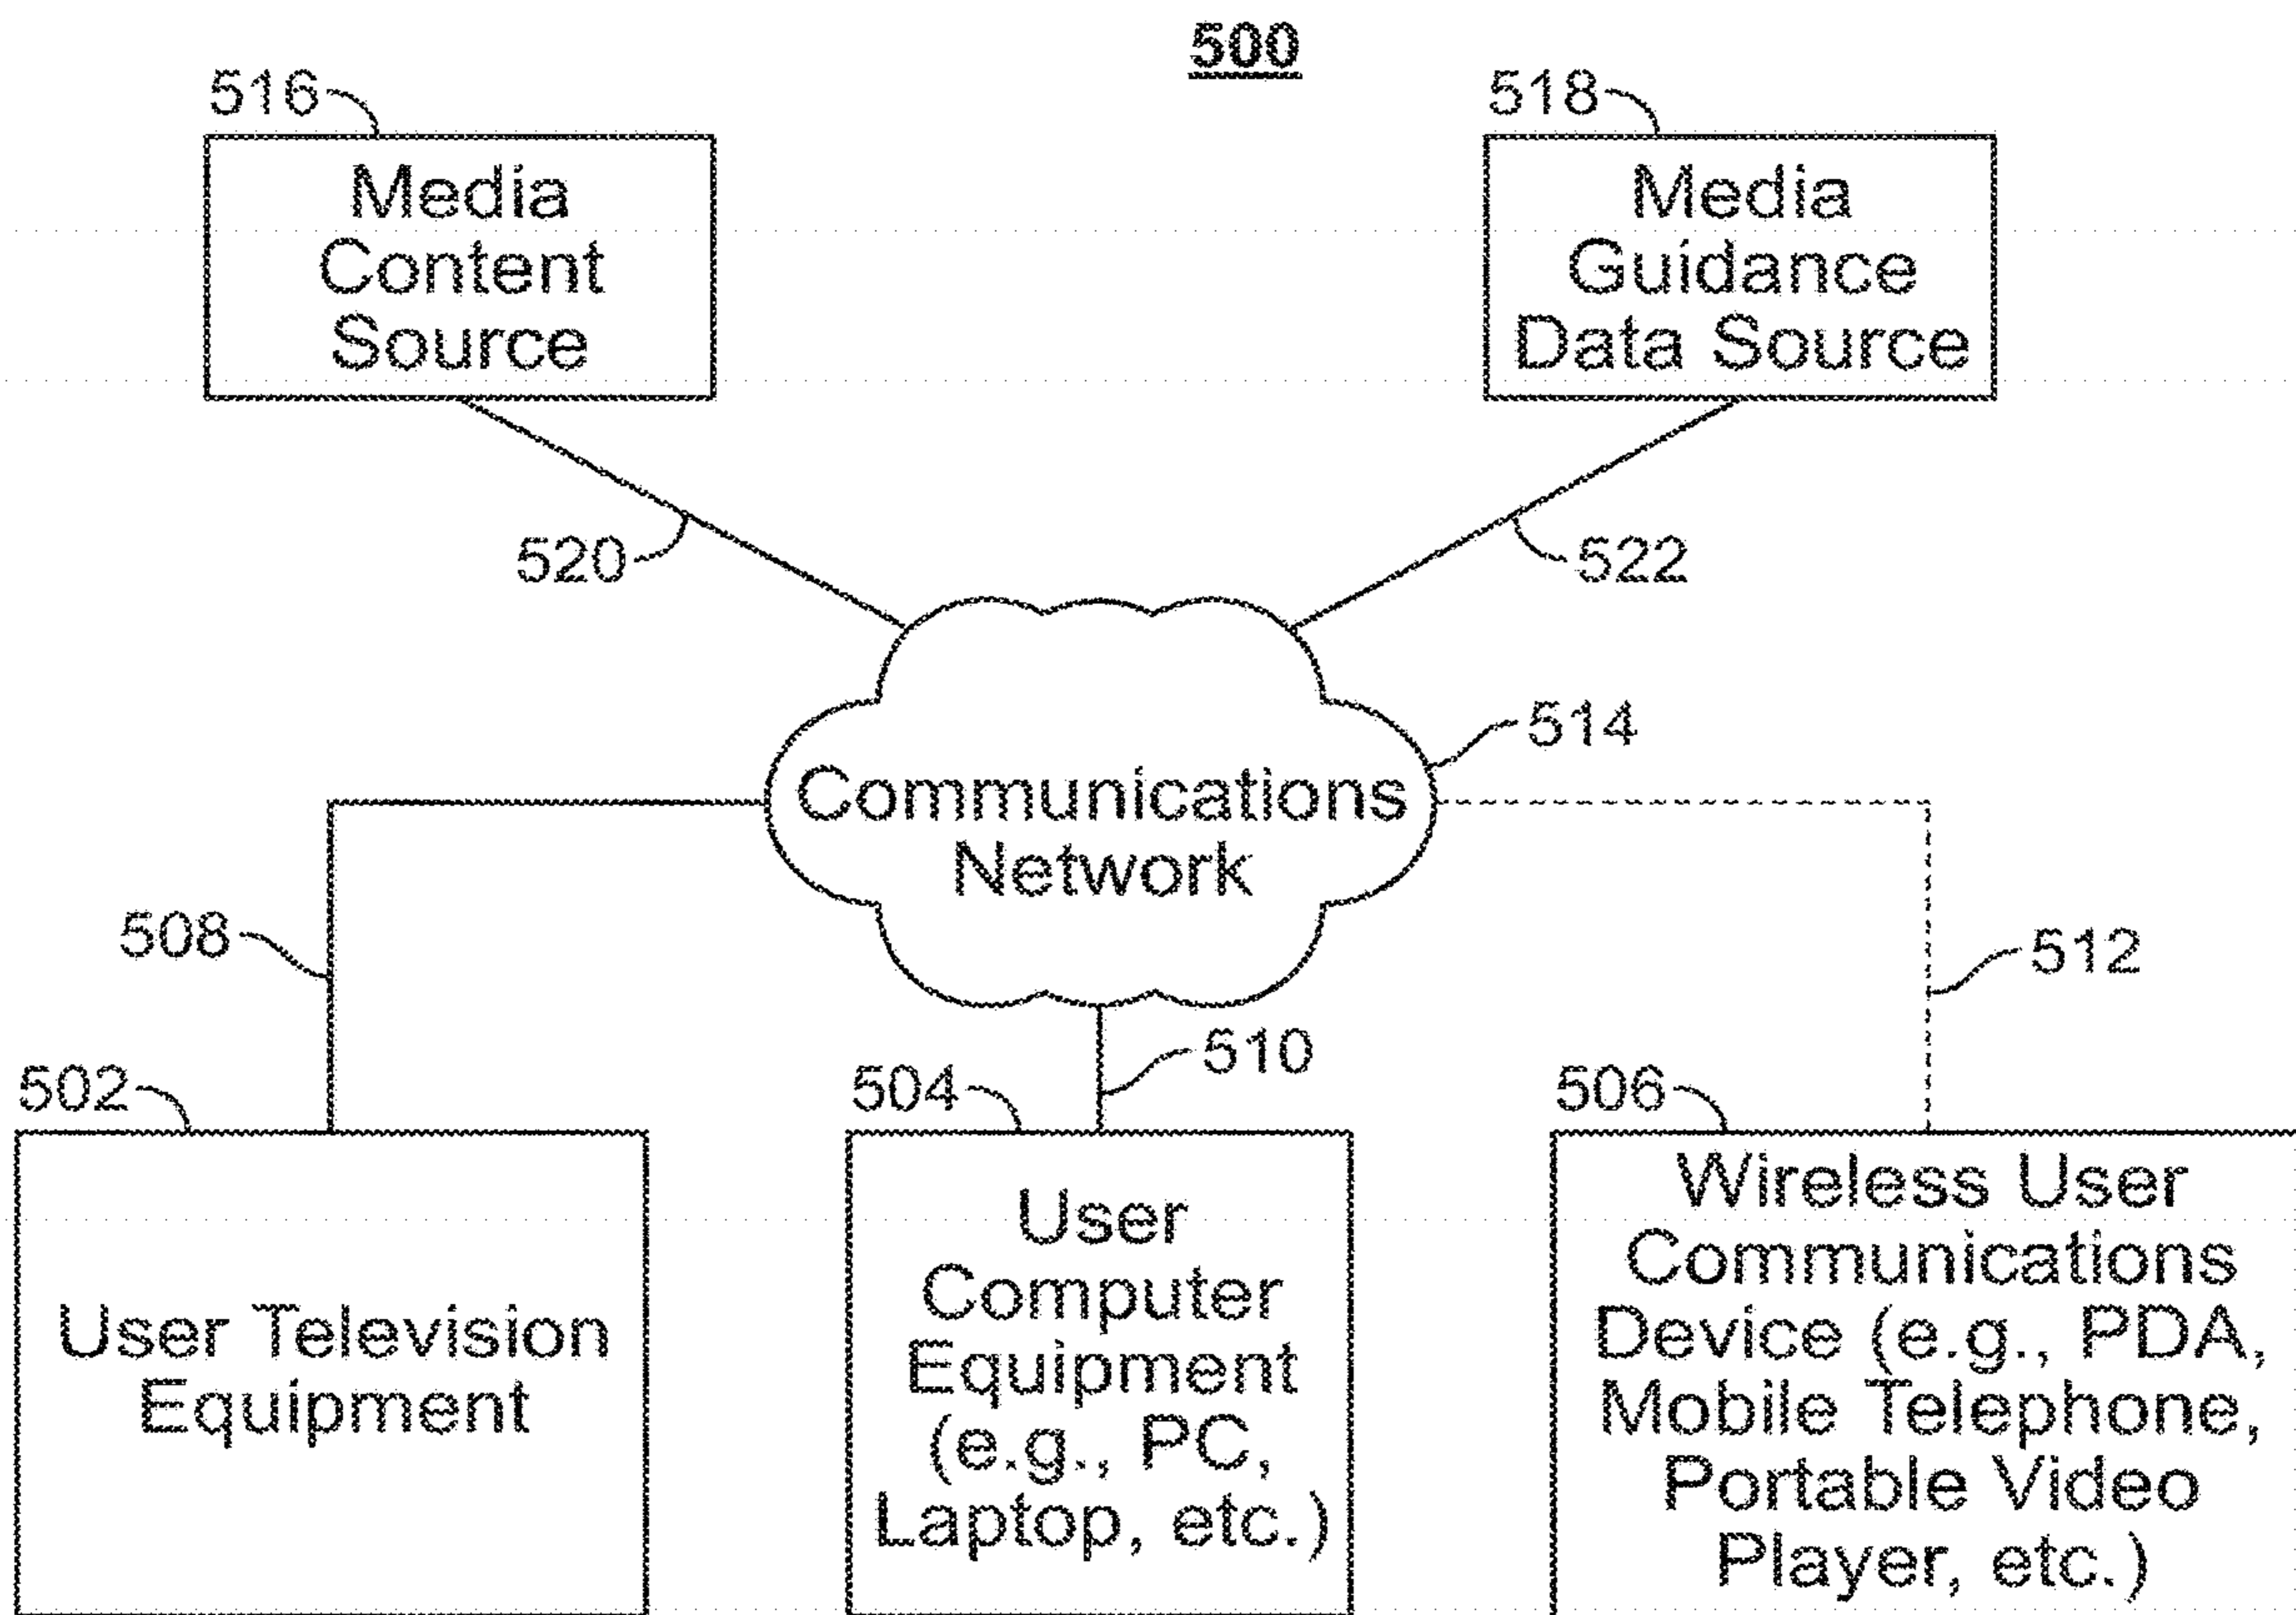 500
516
518
Media
Content
Source
Media
Guidance
Data Source
520
522
514
Communications
Network
508
512
510
502
504
506
User Television
Equipment
User
Computer
Equipment
(e.g., PC,
Laptop, etc.)
Wireless User
Communications
Device (e.g., PDA,
Mobile Telephone,
Portable Video
Player, etc.)